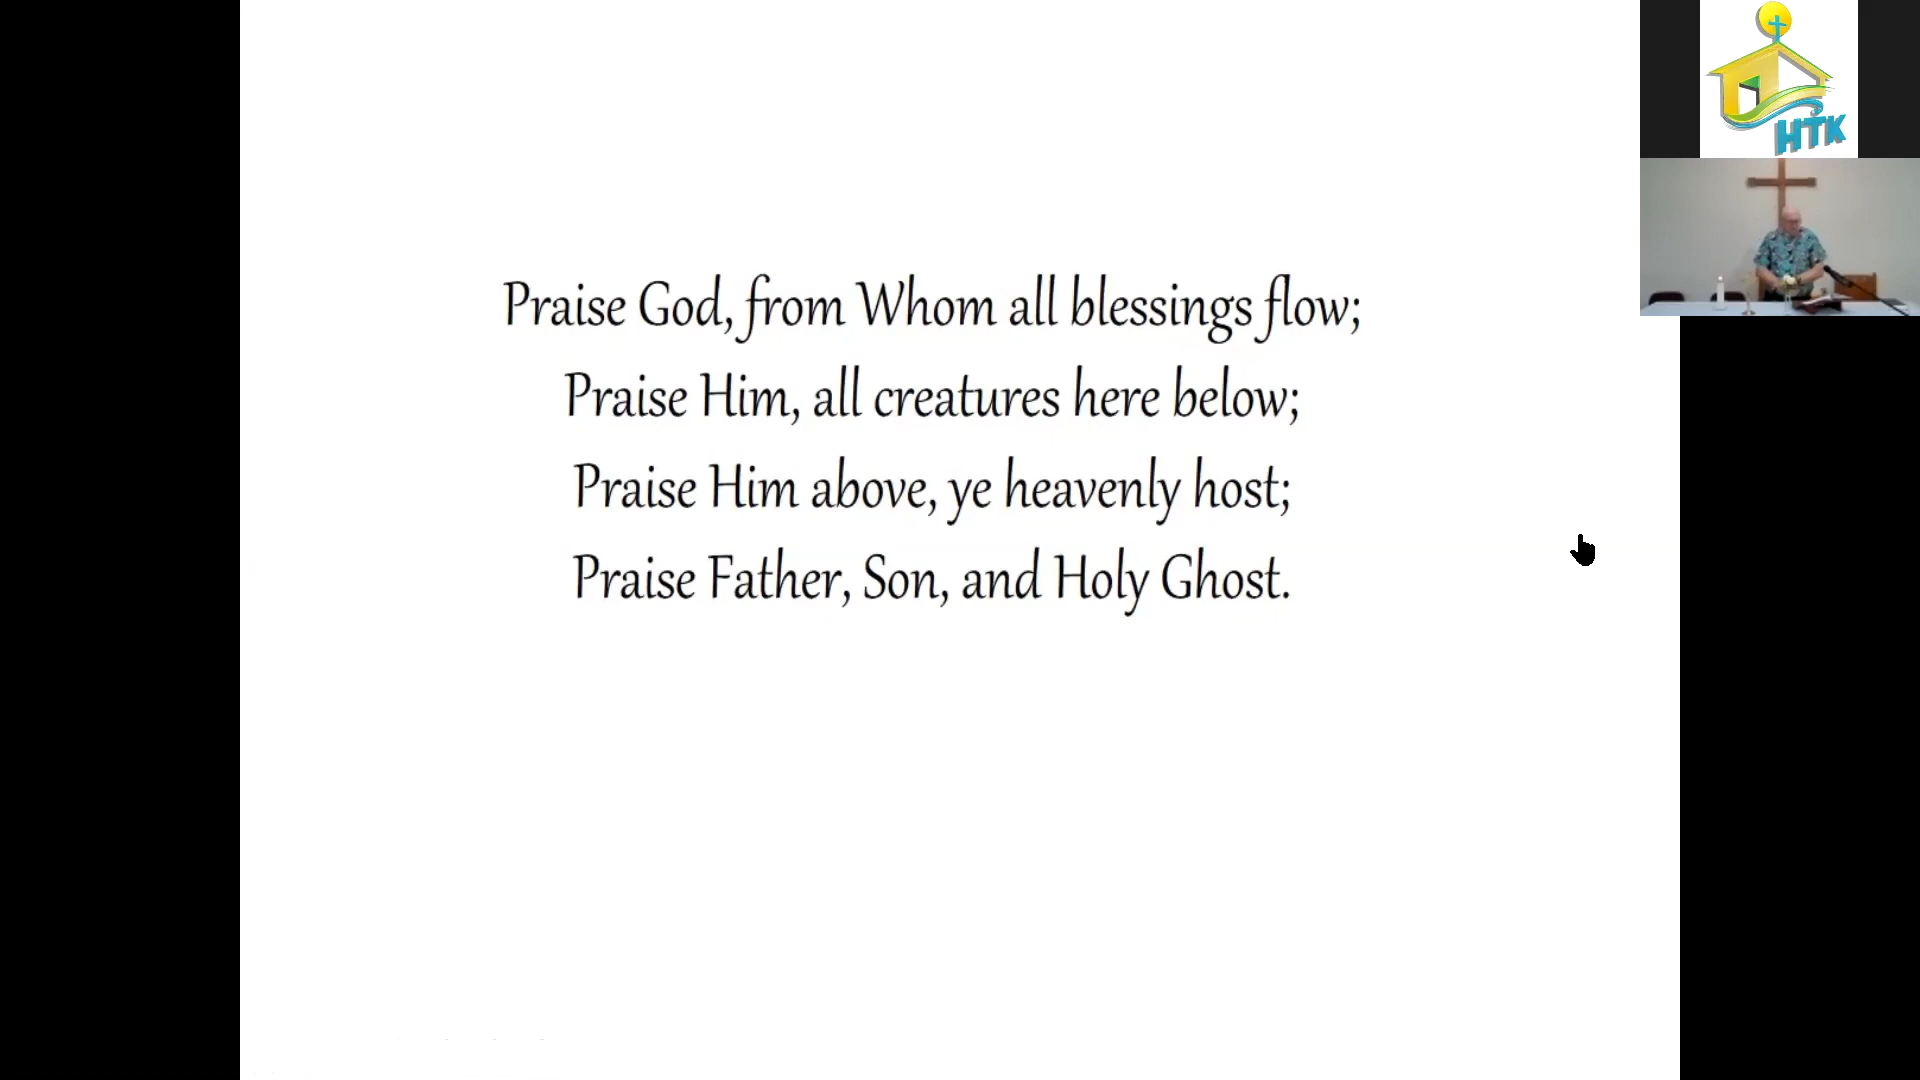 Praise God, from Whom all blessings flow;
Praise Him, all creatures here below;
Praise Him above, ye heavenly host;
Praise Father, Son, and Holy Ghost.
HTK